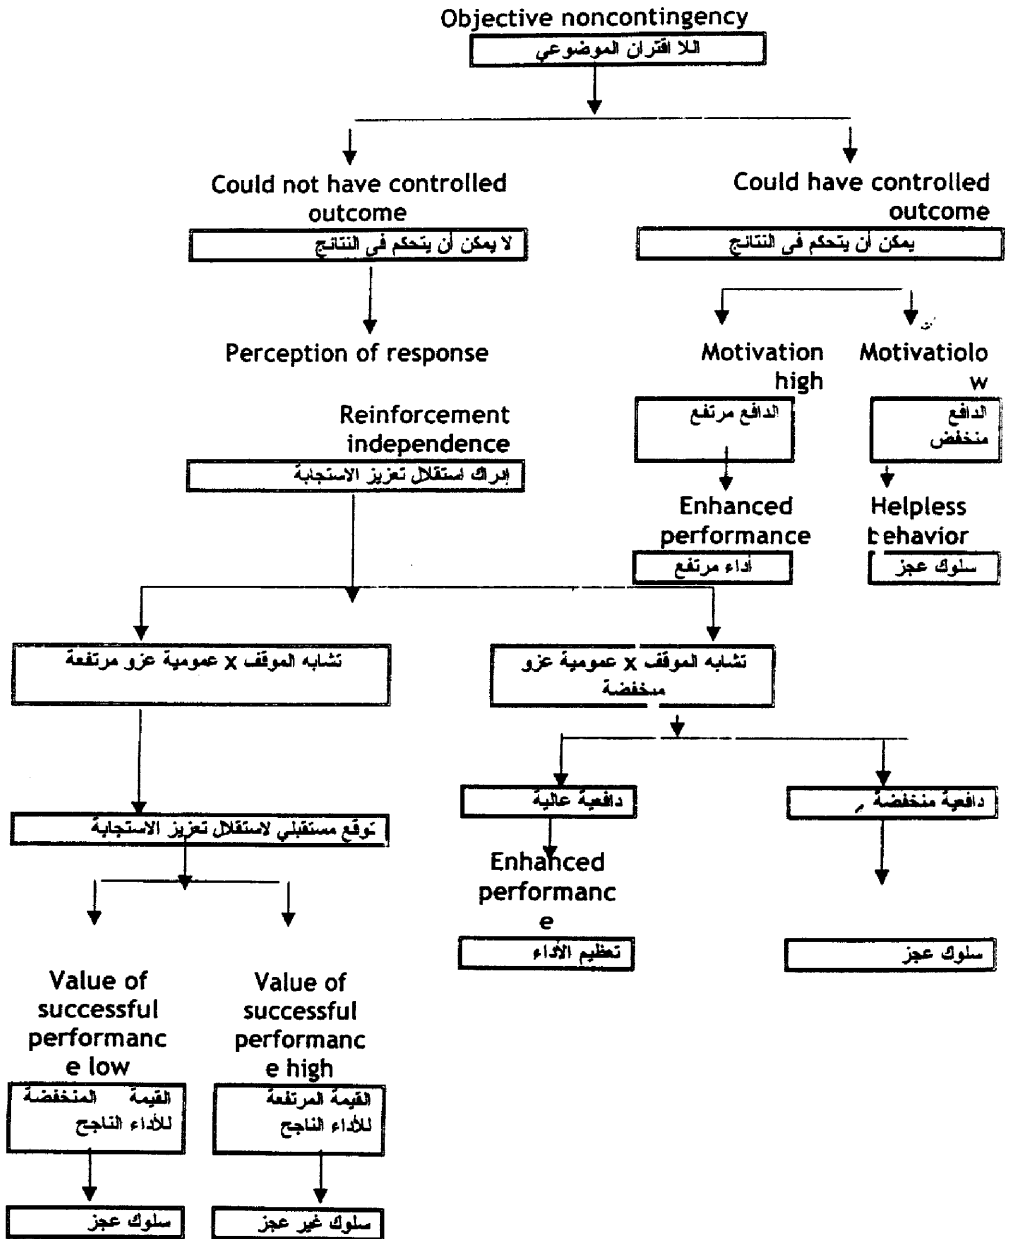 Objective noncontingency
اللا اقتران الموضوعي
Could not have controlled
outcome
لا يمكن أن يتحكم في النتائج
Could have controlled
outcome
يمكن أن يتحكم في النتائج
Perception of response
Reinforcement
independence
إدراك استقلال تعزيز الاستجابة
Motivation
high
الدافع مرتفع
Motivatiolo
w
الدافع
منخفض
Enhanced
performance
أداء مرتفع
Helpless
behavior
سلوك عجز
تشابه الموقف x عمومية عزو مرتفعة
تشابه الموقف x عمومية عزو
منخفضة
توقع مستقبلي لاستقلال تعزيز الاستجابة
دافعية عالية
دافعية منخفضة
Enhanced
performanc
e
تعظيم الأداء
سلوك عجز
Value of
successful
performanc
e low
القيمة المنخفضة
للأداء الناجح
سلوك عجز
Value of
successful
performanc
e high
القيمة المرتفعة
للأداء الناجح
سلوك غير عجز